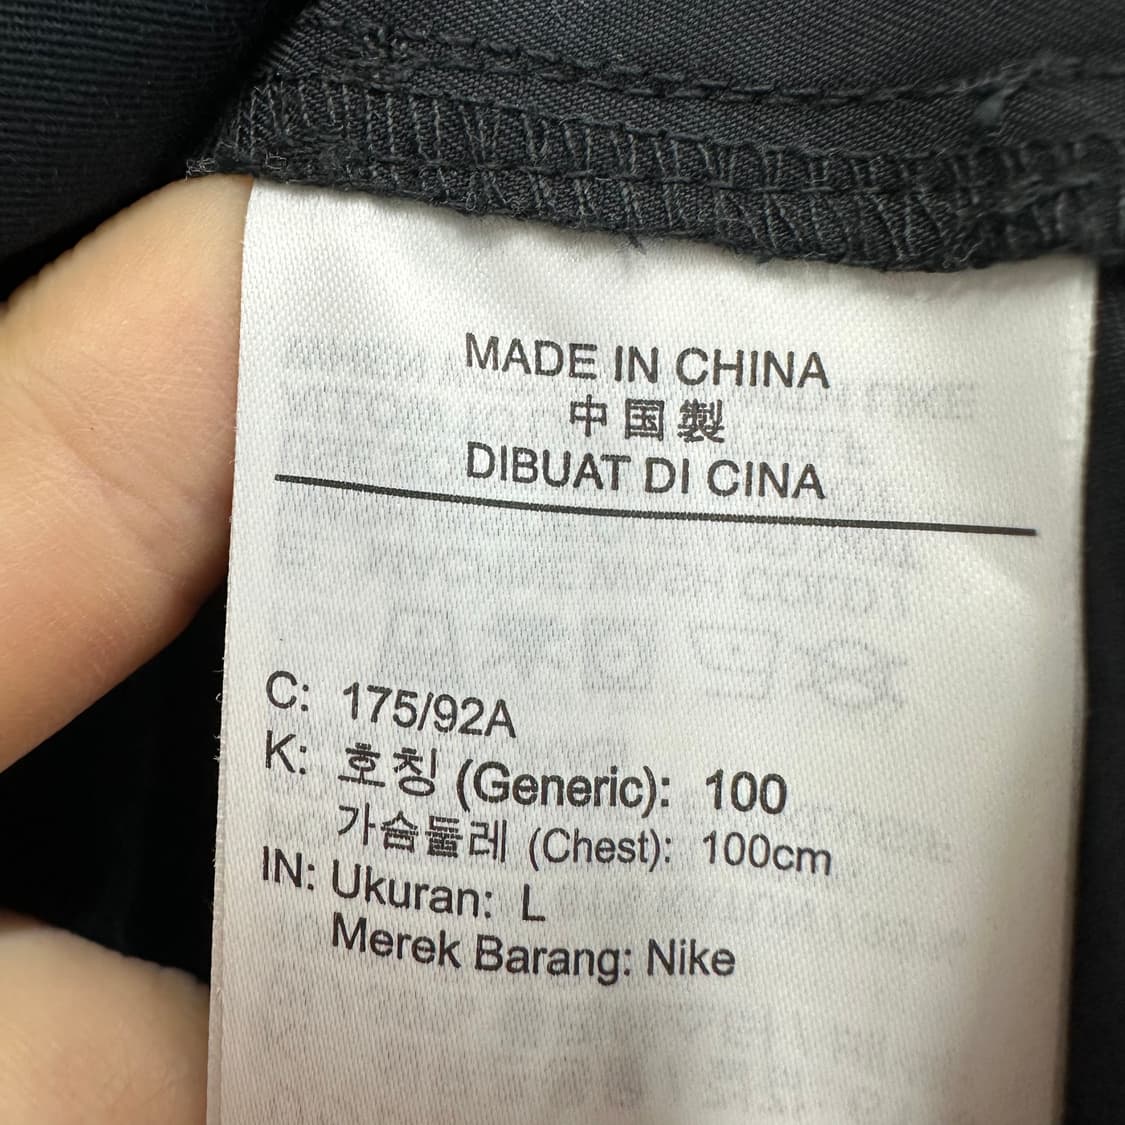 MADE IN CHINA
中国製
DIBUAT DI CINA
C: 175/92A
K: 호칭 (Generic): 100
가슴둘레 (Chest): 100cm
IN: Ukuran: L
Merek Barang: Nike